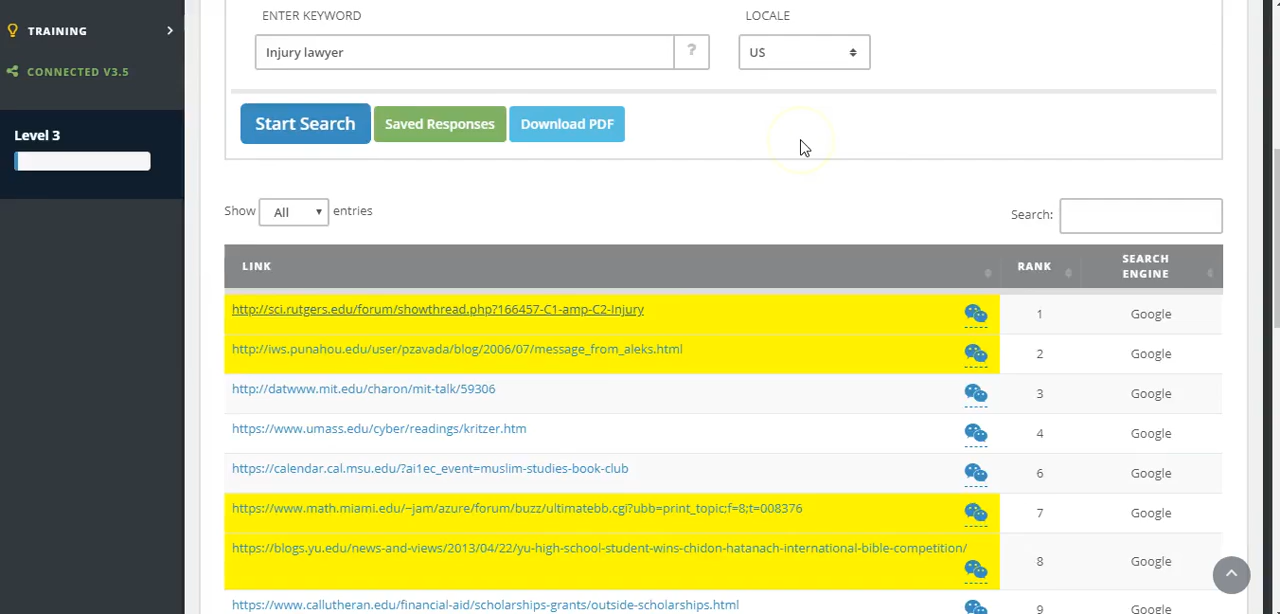 TRAINING
CONNECTED V3.5
Level 3
ENTER KEYWORD
LOCALE
Injury lawyer
?
US
Start Search
Saved Responses
Download PDF
Show All entries
Search:
LINK
RANK
SEARCH
ENGINE
http://sci.rutgers.edu/forum/showthread.php?166457-C1-amp-C2-Injury
1
Google
http://iws.punahou.edu/user/pzavada/blog/2006/07/message_from_aleks.html
2
Google
http://datwww.mit.edu/charon/mit-talk/59306
3
Google
https://www.umass.edu/cyber/readings/kritzer.htm
4
Google
https://calendar.cal.msu.edu/?ai1ec_event=muslim-studies-book-club
6
Google
https://www.math.miami.edu/~jam/azure/forum/buzz/ultimatebb.cgi?ubb=print_topic;f=8;t=008376
7
Google
https://blogs.yu.edu/news-and-views/2013/04/22/yu-high-school-student-wins-chidon-hatanach-international-bible-competition/
8
Google
https://www.callutheran.edu/financial-aid/scholarships-grants/outside-scholarships.html
9
Google